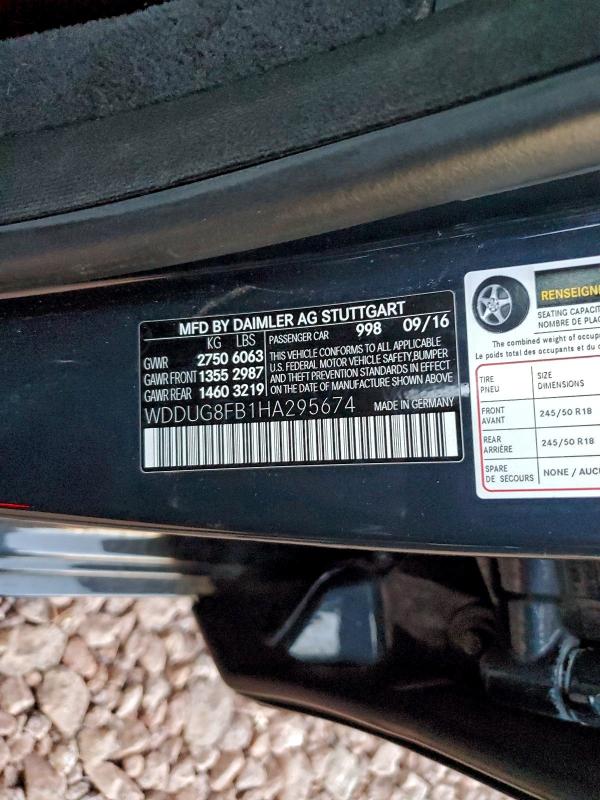 MFD BY DAIMLER AG STUTTGART
KG LBS PASSENGER CAR 998 09/16
GVWR 2750 6063
GAWR FRONT 1355 2987
GAWR REAR 1460 3219
THIS VEHICLE CONFORMS TO ALL APPLICABLE
U.S. FEDERAL MOTOR VEHICLE SAFETY,BUMPER
AND THEFT PREVENTION STANDARDS IN EFFECT
ON THE DATE OF MANUFACTURE SHOWN ABOVE
WDDUG8FB1HA295674 MADE IN GERMANY
RENSEIGNE
SEATING CAPACIT
NOMBRE DE PLAC
The combined weight of occup
Le poids total des occupants et du c
TIRE
PNEU
SIZE
DIMENSIONS
FRONT
AVANT
245/50 R18
REAR
ARRIÈRE
245/50 R18
SPARE
DE SECOURS
NONE / AUCU